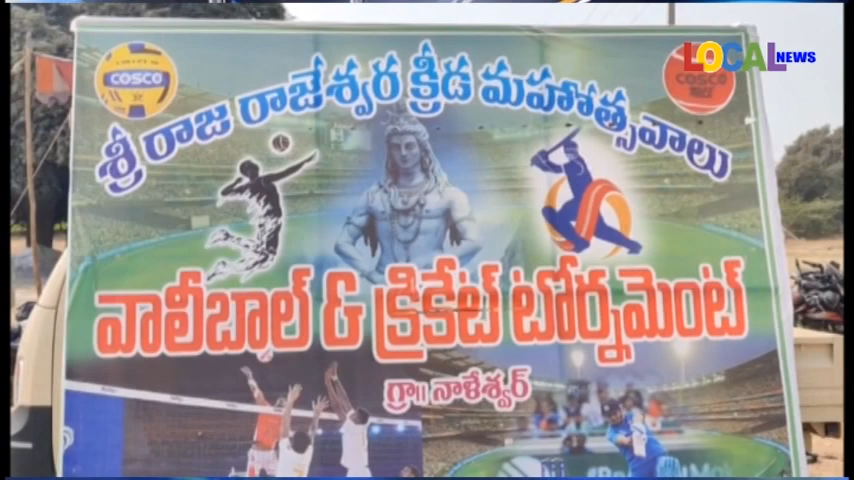 LOCAL NEWS
COSCO
COSCO
శ్రీ రాజ రాజేశ్వర క్రీడ మహోత్సవాలు
వాలీబాల్ & క్రికేట్ టోర్నమెంట్
గ్రా॥ నాళేశ్వర్